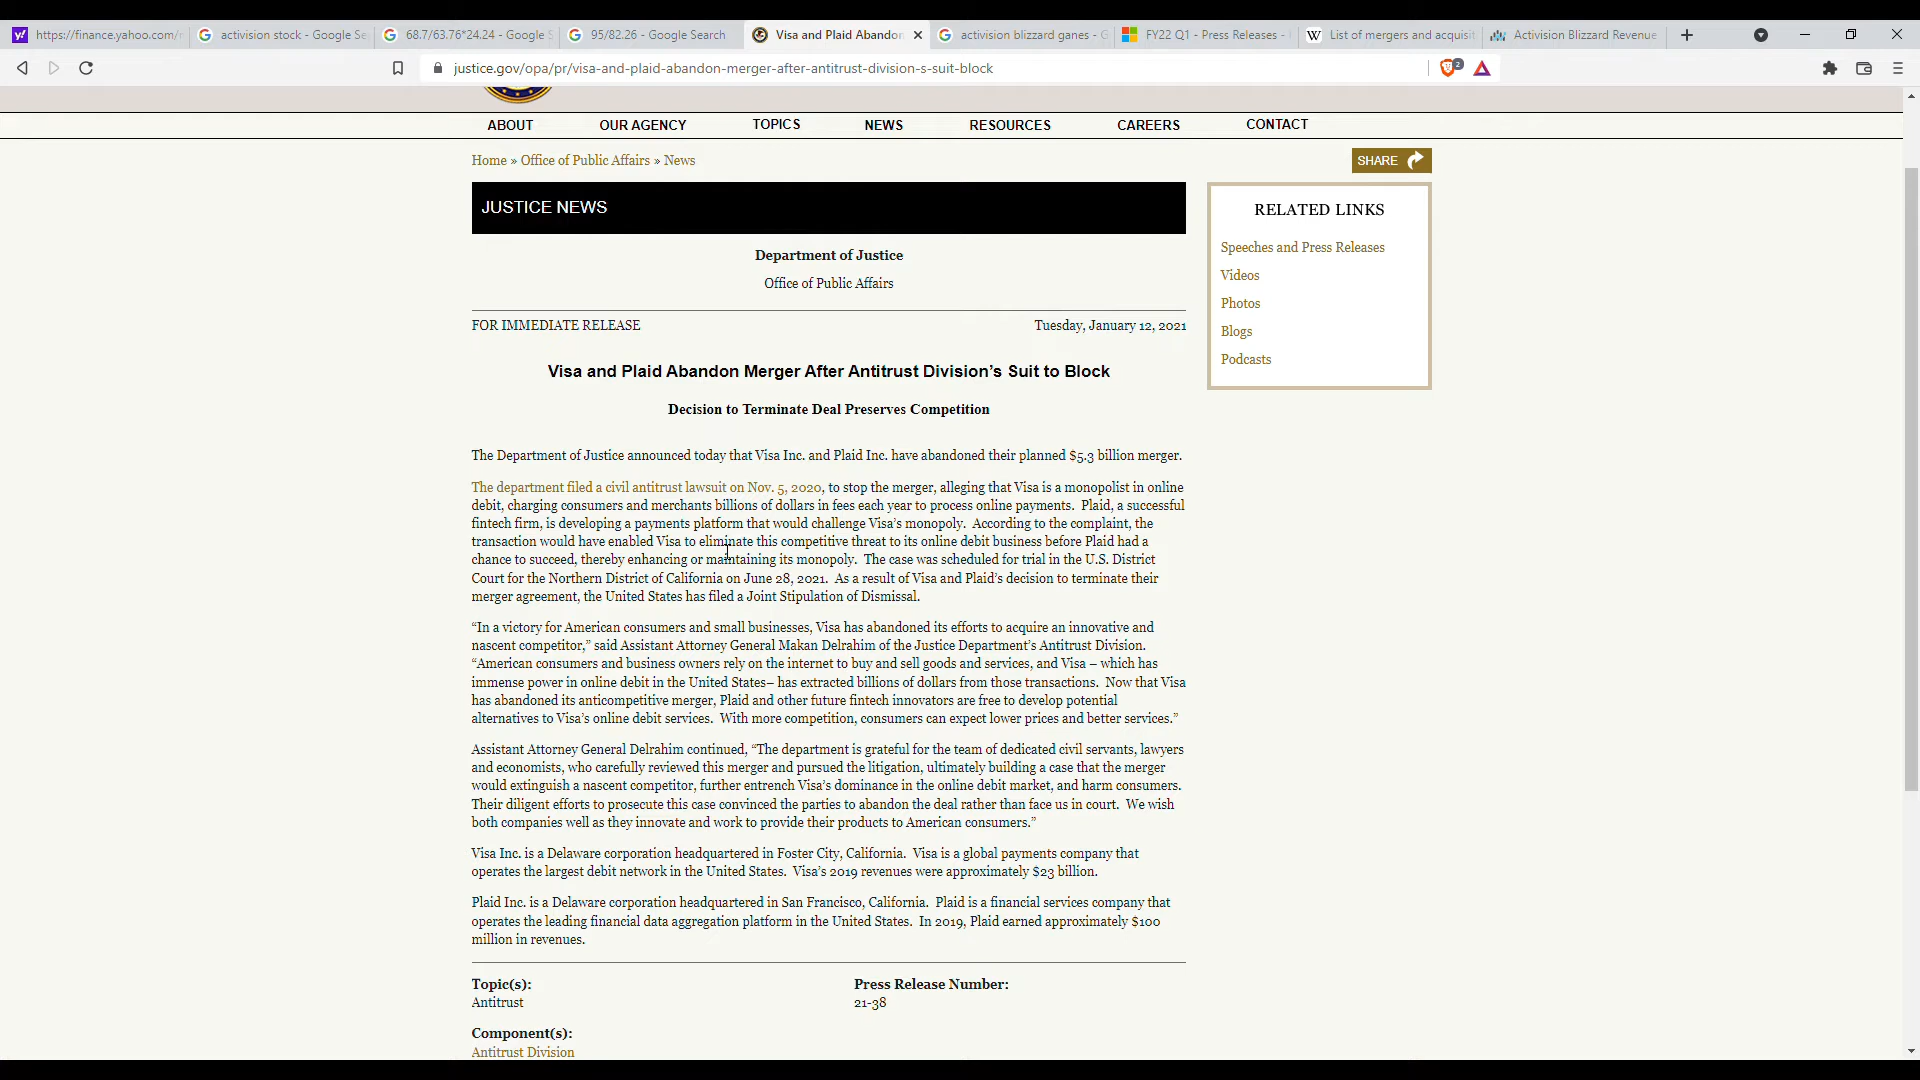 https://finance.yahoo.com/
activision stock - Google Se
68.7/63.76*24.24 - Google S
95/82.26 - Google Search
Visa and Plaid Abandon
activision blizzard ganes - G
FY22 Q1 - Press Releases -
List of mergers and acquisit
Activision Blizzard Revenue
justice.gov/opa/pr/visa-and-plaid-abandon-merger-after-antitrust-division-s-suit-block
2
ABOUT OUR AGENCY TOPICS NEWS RESOURCES CAREERS CONTACT
Home » Office of Public Affairs » News
SHARE
JUSTICE NEWS
Department of Justice
Office of Public Affairs
FOR IMMEDIATE RELEASE Tuesday, January 12, 2021
Visa and Plaid Abandon Merger After Antitrust Division’s Suit to Block
Decision to Terminate Deal Preserves Competition
The Department of Justice announced today that Visa Inc. and Plaid Inc. have abandoned their planned $5.3 billion merger.
The department filed a civil antitrust lawsuit on Nov. 5, 2020, to stop the merger, alleging that Visa is a monopolist in online
debit, charging consumers and merchants billions of dollars in fees each year to process online payments.  Plaid, a successful
fintech firm, is developing a payments platform that would challenge Visa’s monopoly.  According to the complaint, the
transaction would have enabled Visa to eliminate this competitive threat to its online debit business before Plaid had a
chance to succeed, thereby enhancing or maintaining its monopoly.  The case was scheduled for trial in the U.S. District
Court for the Northern District of California on June 28, 2021.  As a result of Visa and Plaid’s decision to terminate their
merger agreement, the United States has filed a Joint Stipulation of Dismissal.
“In a victory for American consumers and small businesses, Visa has abandoned its efforts to acquire an innovative and
nascent competitor,” said Assistant Attorney General Makan Delrahim of the Justice Department’s Antitrust Division.
“American consumers and business owners rely on the internet to buy and sell goods and services, and Visa – which has
immense power in online debit in the United States– has extracted billions of dollars from those transactions.  Now that Visa
has abandoned its anticompetitive merger, Plaid and other future fintech innovators are free to develop potential
alternatives to Visa’s online debit services.  With more competition, consumers can expect lower prices and better services.”
Assistant Attorney General Delrahim continued, “The department is grateful for the team of dedicated civil servants, lawyers
and economists, who carefully reviewed this merger and pursued the litigation, ultimately building a case that the merger
would extinguish a nascent competitor, further entrench Visa’s dominance in the online debit market, and harm consumers.
Their diligent efforts to prosecute this case convinced the parties to abandon the deal rather than face us in court.  We wish
both companies well as they innovate and work to provide their products to American consumers.”
Visa Inc. is a Delaware corporation headquartered in Foster City, California.  Visa is a global payments company that
operates the largest debit network in the United States.  Visa’s 2019 revenues were approximately $23 billion.
Plaid Inc. is a Delaware corporation headquartered in San Francisco, California.  Plaid is a financial services company that
operates the leading financial data aggregation platform in the United States.  In 2019, Plaid earned approximately $100
million in revenues.
Topic(s):
Antitrust
Press Release Number:
21-38
Component(s):
Antitrust Division
RELATED LINKS
Speeches and Press Releases
Videos
Photos
Blogs
Podcasts